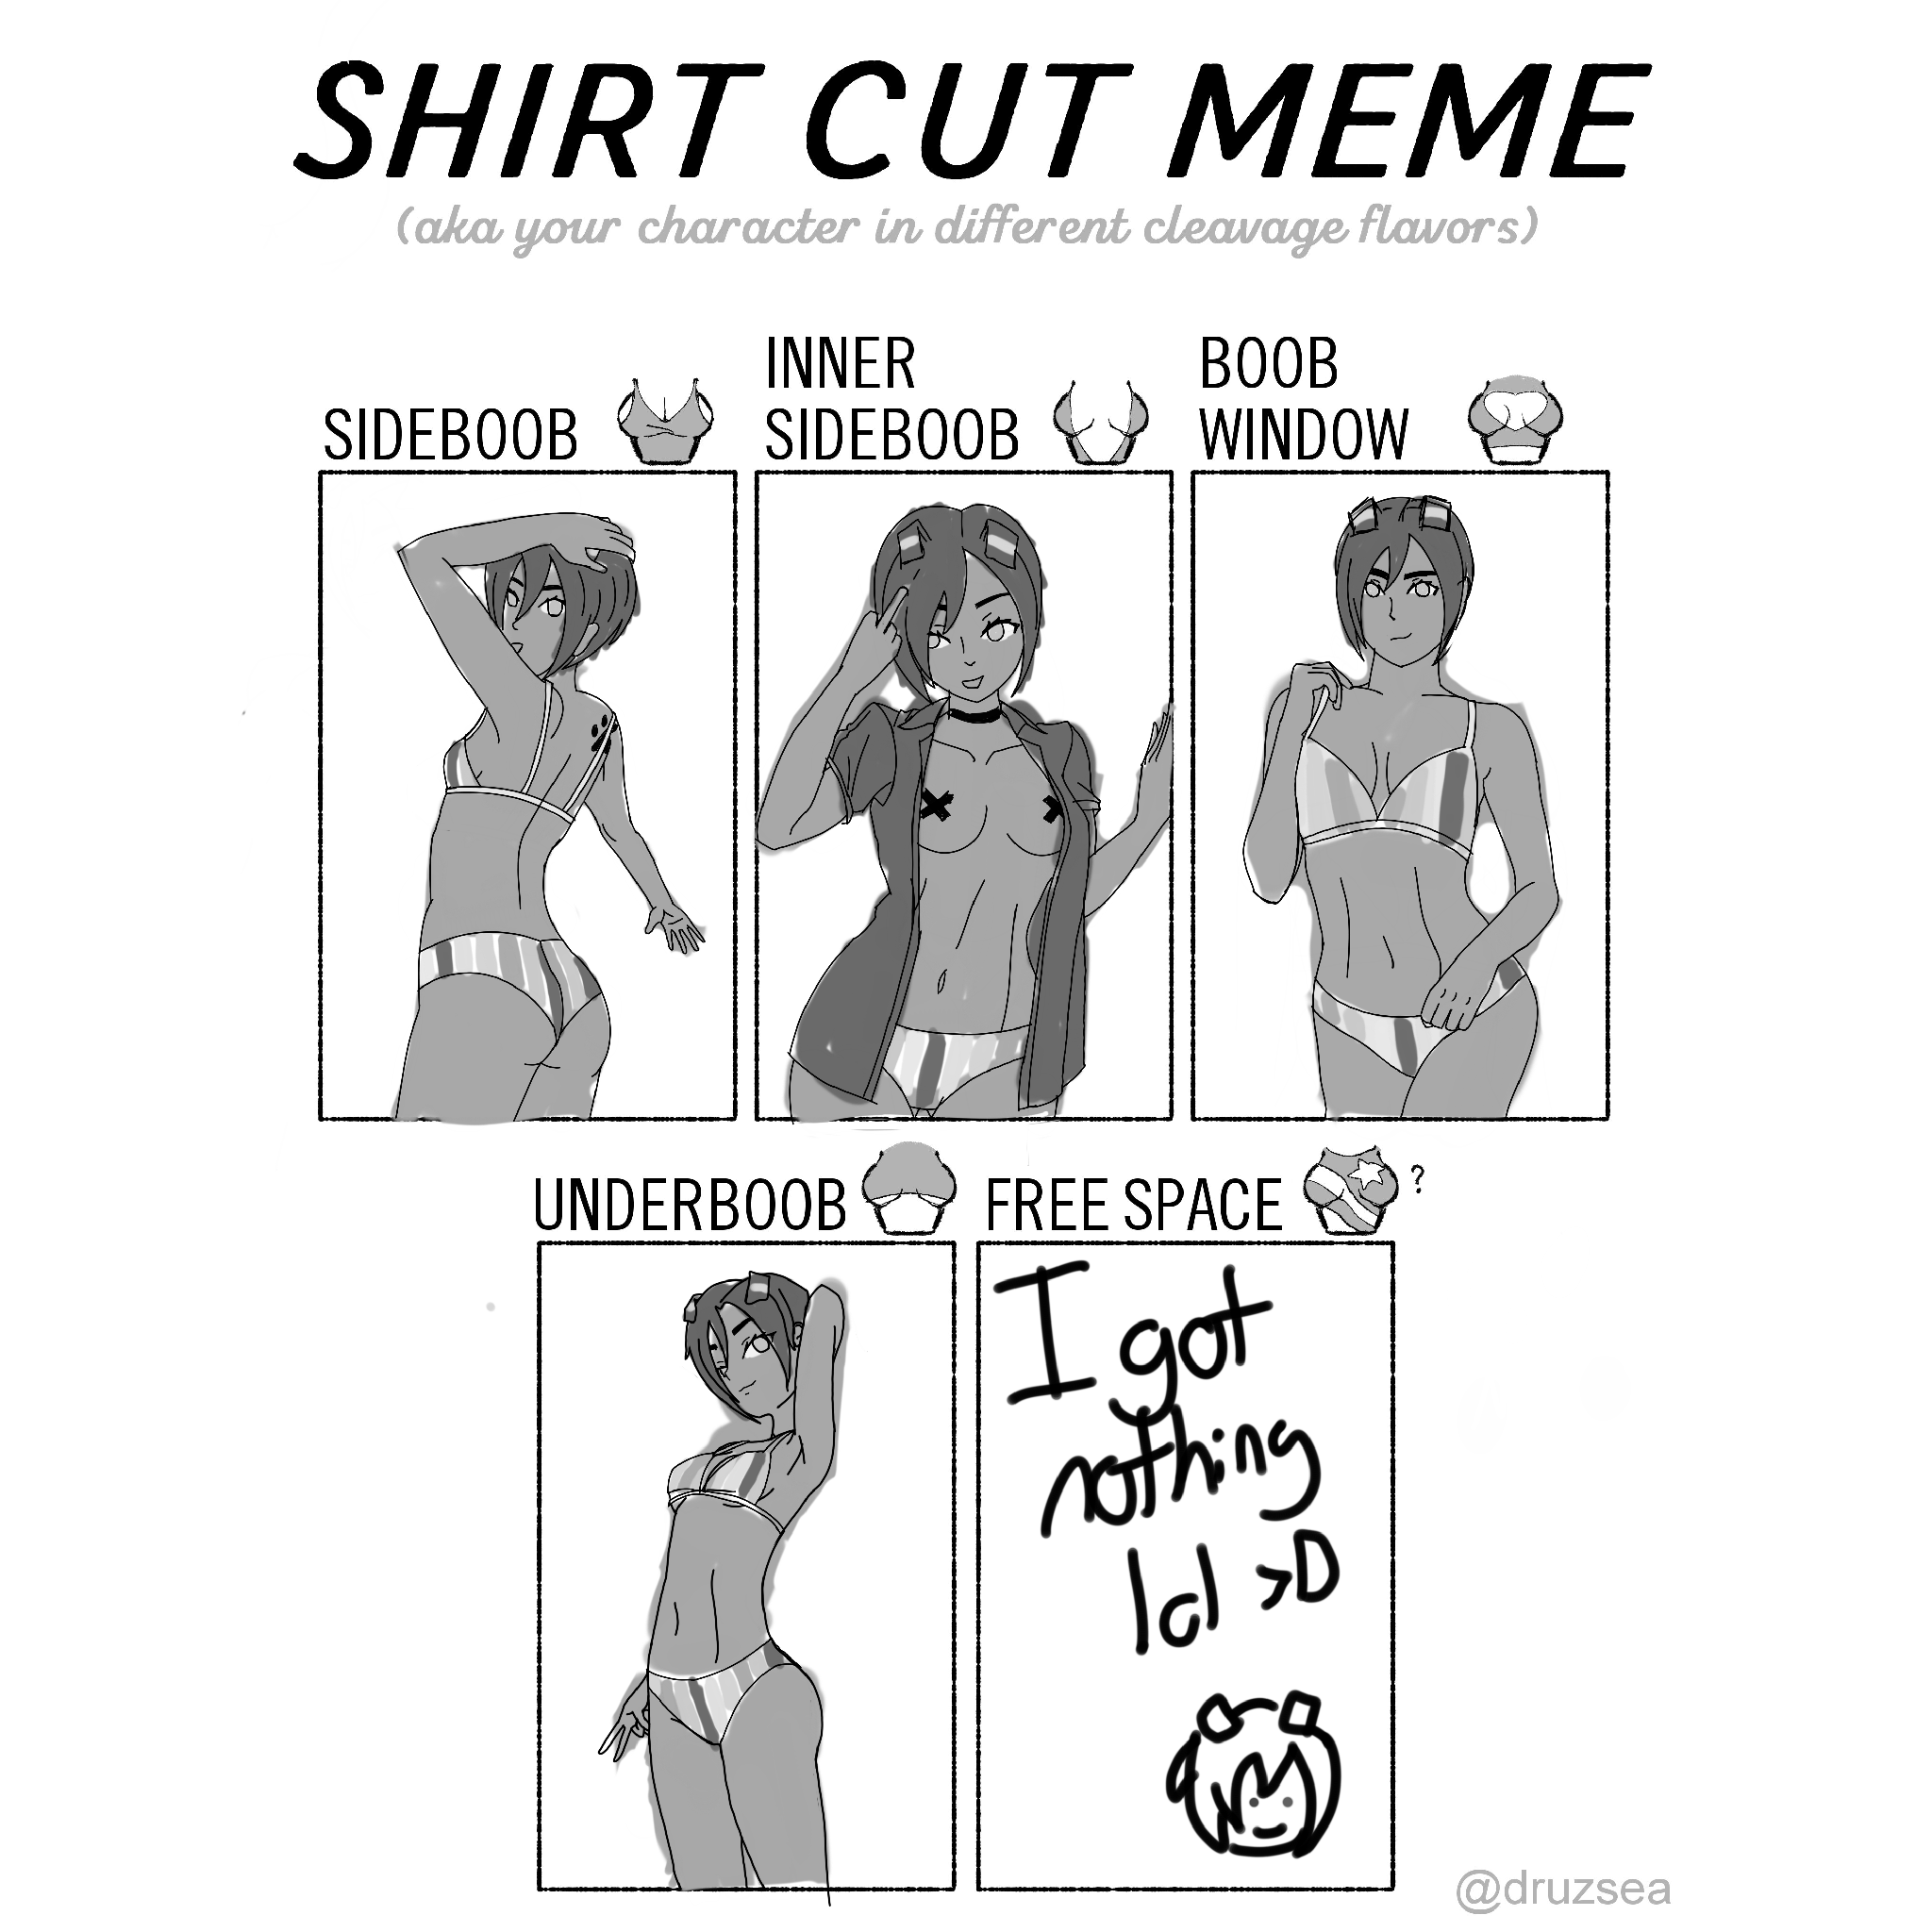 SHIRT CUT MEME
(aka your character in different cleavage flavors)
SIDEBOOB
INNER
SIDEBOOB
BOOB
WINDOW
UNDERBOOB
FREE SPACE
?
I got
nothing
lol >:D
@druzsea